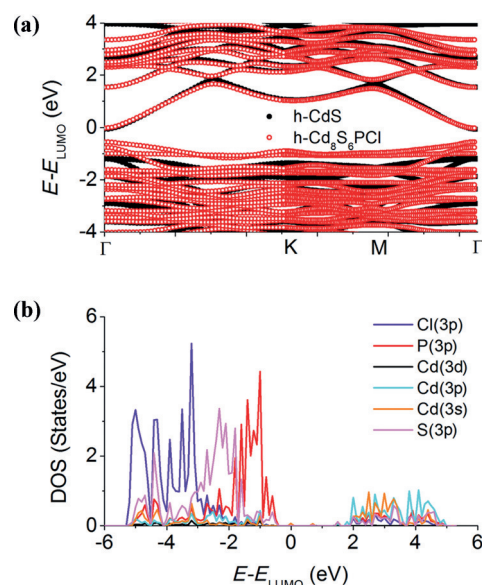 (a)
4
2
0
-2
-4
E-E_LUMO (eV)
h-CdS
h-Cd₈S₆PCl
Γ K M Γ
(b)
6
4
2
0
DOS (States/eV)
Cl(3p)
P(3p)
Cd(3d)
Cd(3p)
Cd(3s)
S(3p)
-6 -4 -2 0 2 4 6
E-E_LUMO (eV)